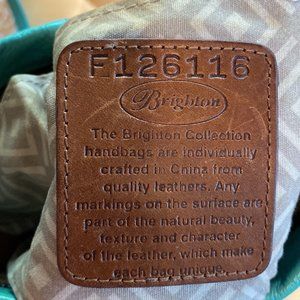 F126116
Brighton
The Brighton Collection
handbags are individually
crafted in China from
quality leathers. Any
markings on the surface are
part of the natural beauty,
texture and character
of the leather, which make
each bag unique.